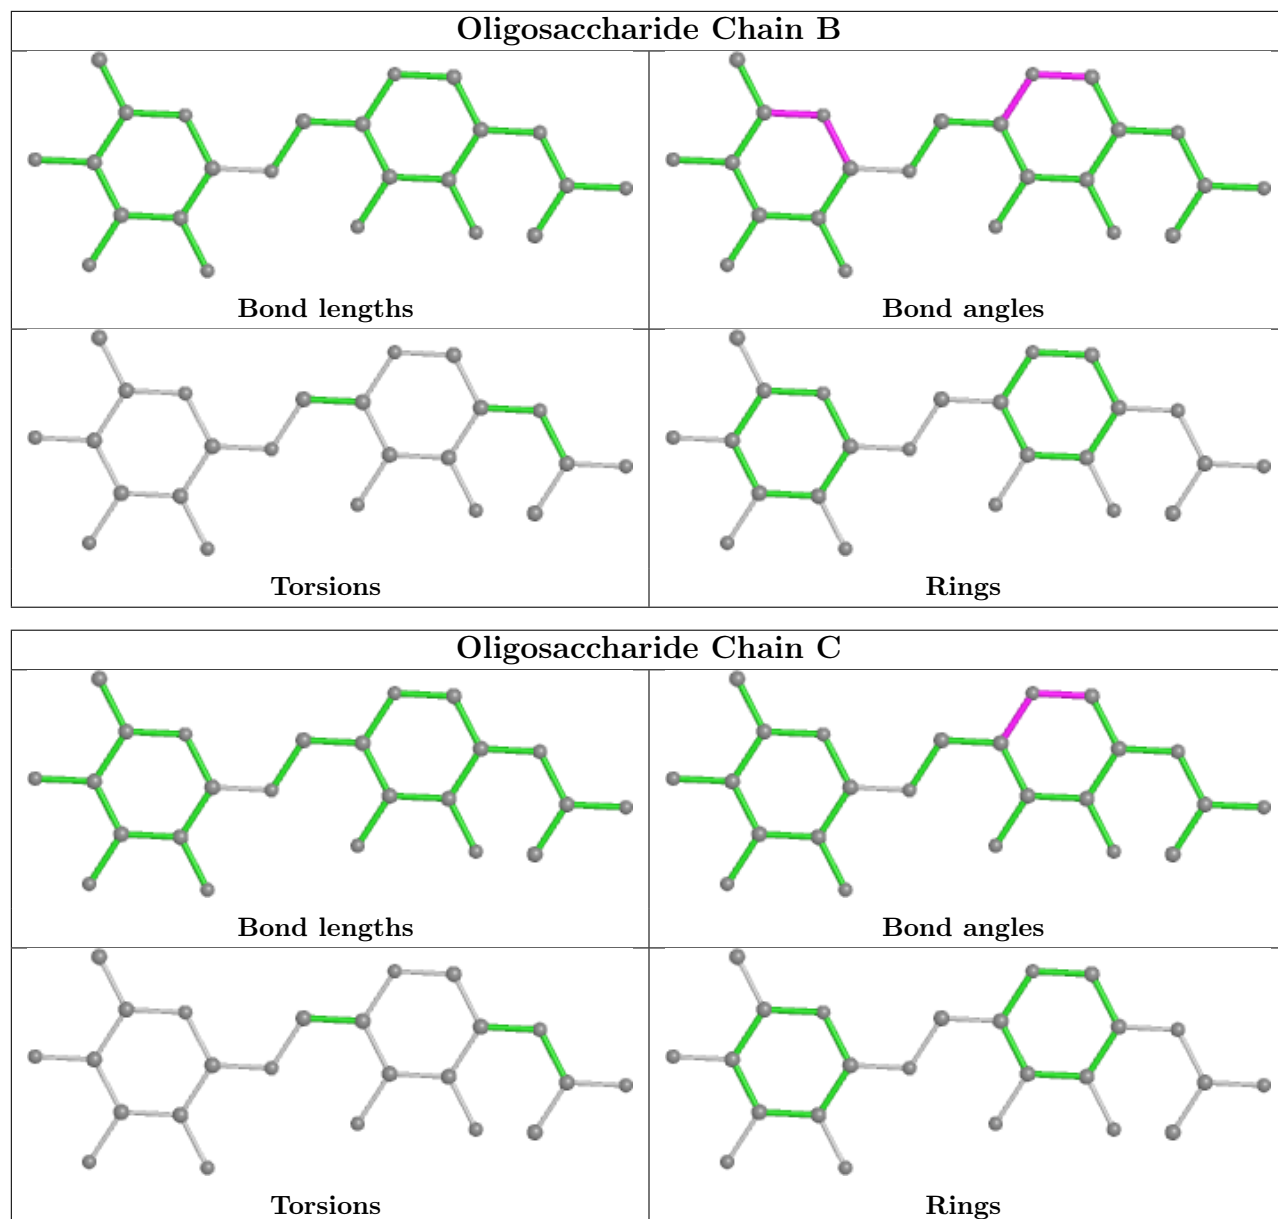 Oligosaccharide Chain B
Bond lengths
Bond angles
Torsions
Rings
Oligosaccharide Chain C
Bond lengths
Bond angles
Torsions
Rings